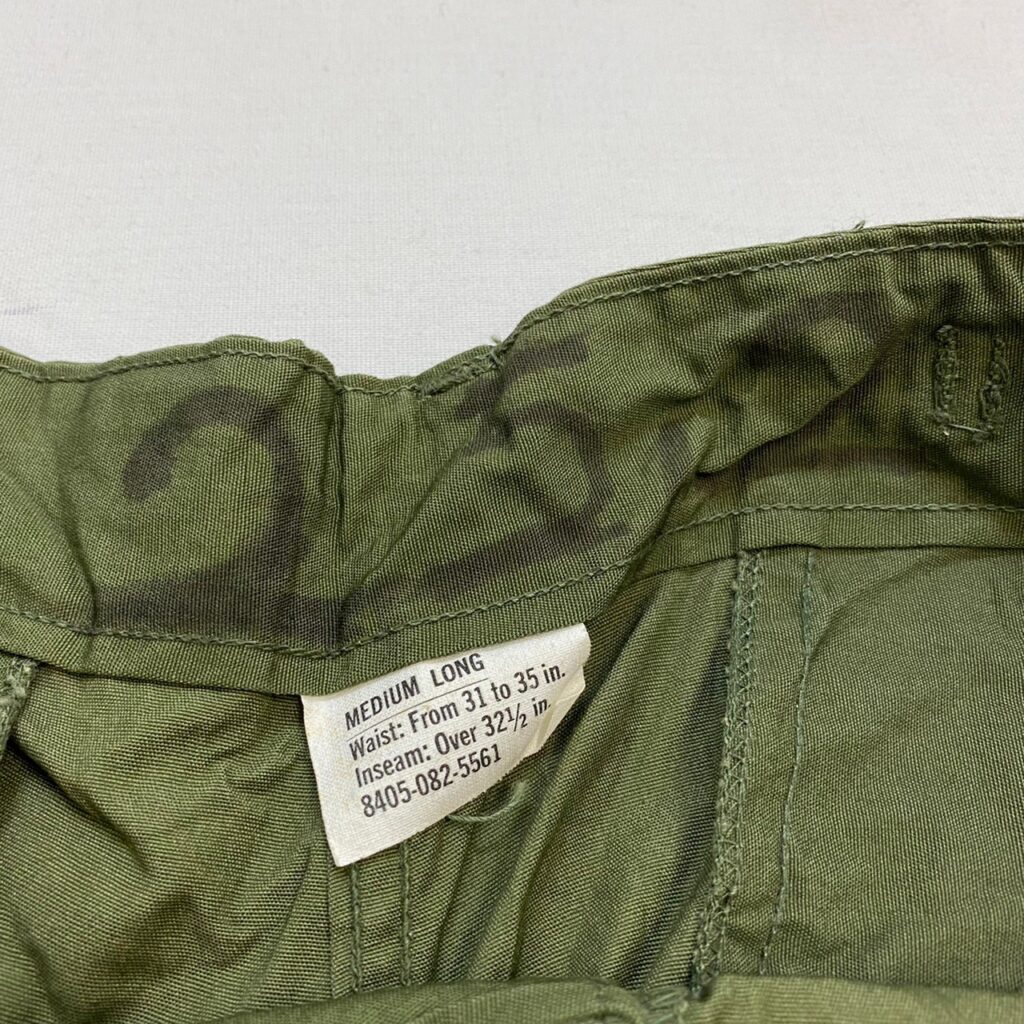 MEDIUM LONG
Waist: From 31 to 35 in.
Inseam: Over 32½ in.
8405-082-5561